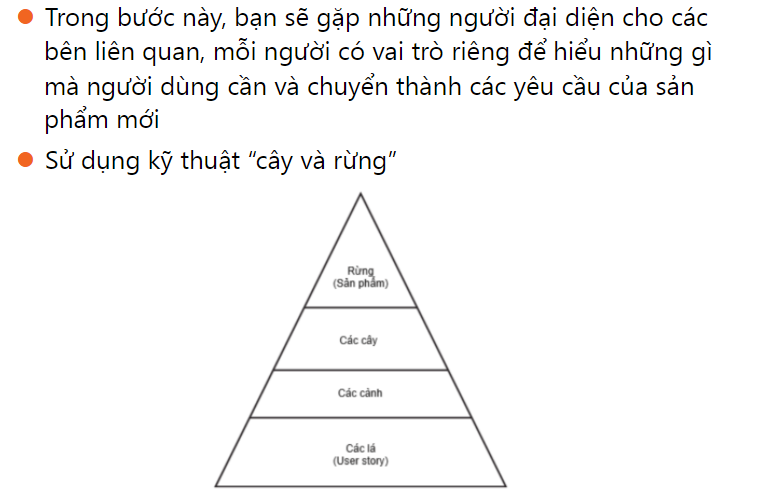 Trong bước này, bạn sẽ gặp những người đại diện cho các
bên liên quan, mỗi người có vai trò riêng để hiểu những gì
mà người dùng cần và chuyển thành các yêu cầu của sản
phẩm mới
Sử dụng kỹ thuật “cây và rừng”
Rừng
(Sản phẩm)
Các cây
Các cảnh
Các lá
(User story)